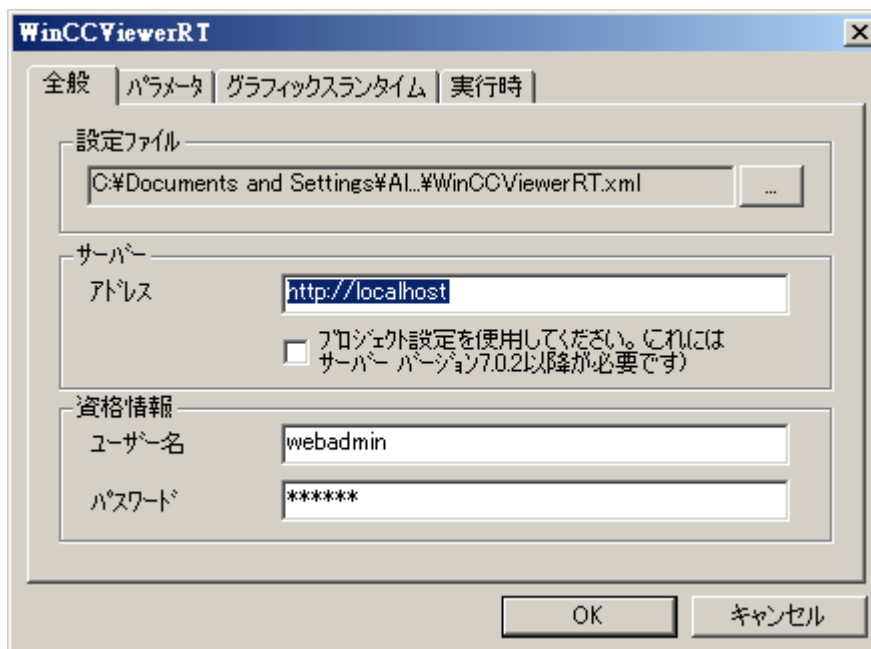 WinCCViewerRT
全般 パラメータ グラフィックスランタイム 実行時
設定ファイル
C:¥Documents and Settings¥Al...¥WinCCViewerRT.xml ...
サーバー
アドレス http://localhost
プロジェクト設定を使用してください。(これには
サーバー バージョン7.0.2以降が必要です)
資格情報
ユーザー名 webadmin
パスワード ******
OK キャンセル